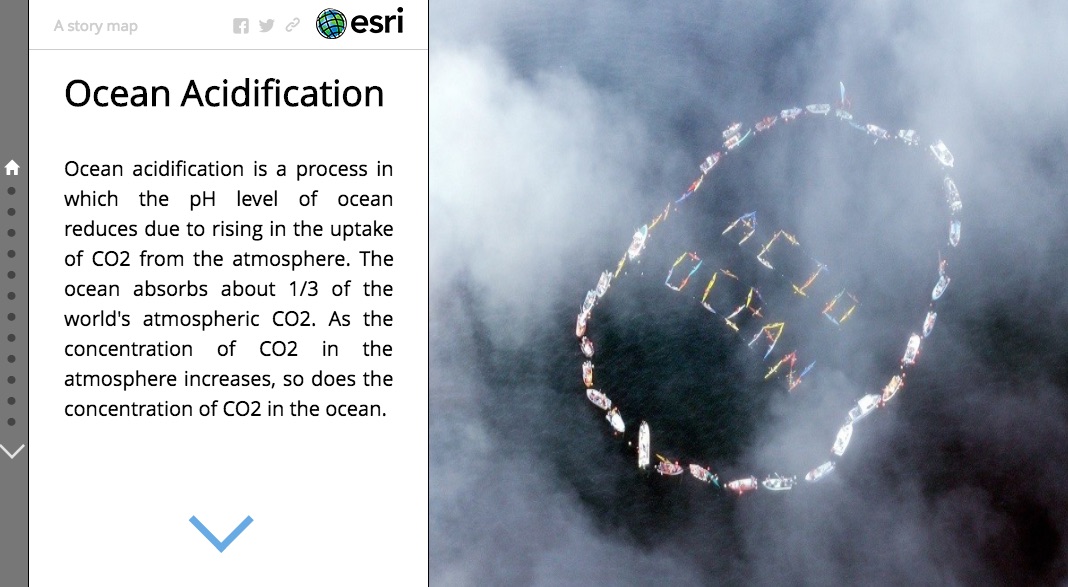 A story map
esri
Ocean Acidification
Ocean acidification is a process in
which the pH level of ocean
reduces due to rising in the uptake
of CO2 from the atmosphere. The
ocean absorbs about 1/3 of the
world's atmospheric CO2. As the
concentration of CO2 in the
atmosphere increases, so does the
concentration of CO2 in the ocean.
ACID
OCEAN